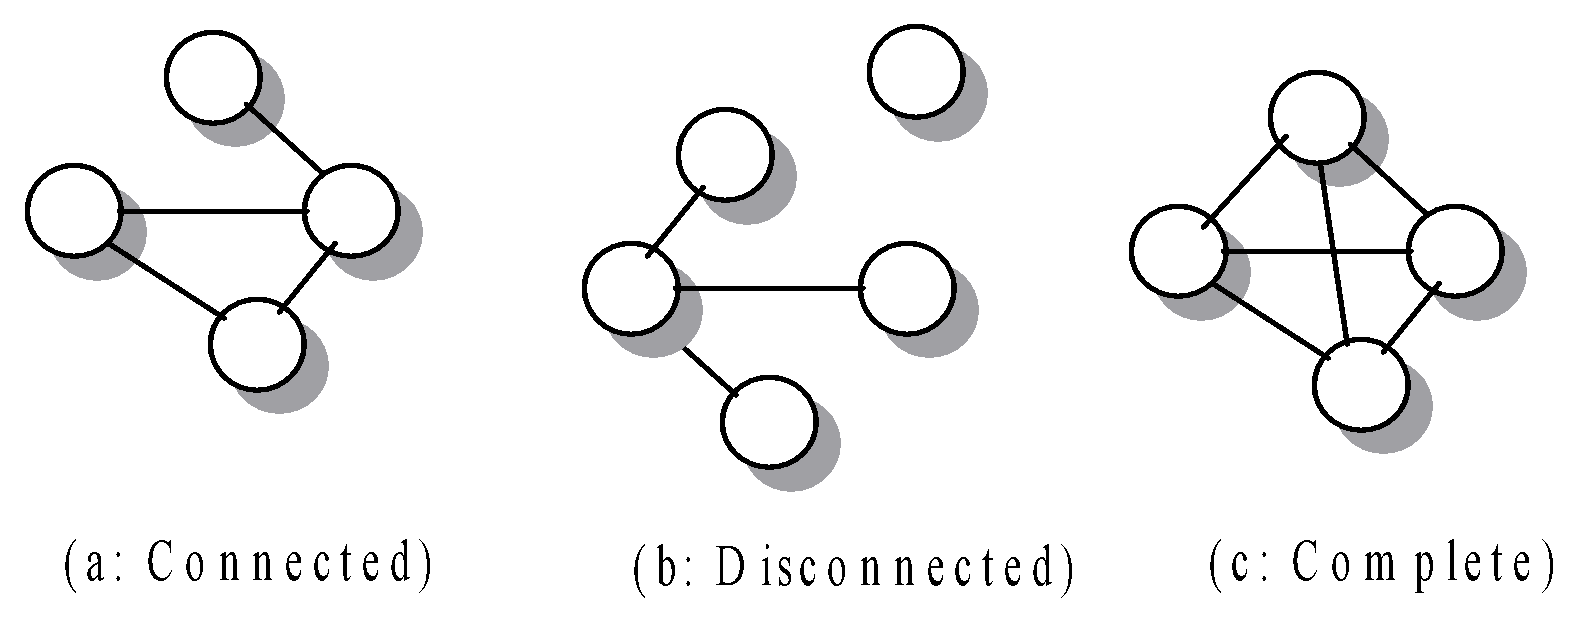 (a: Connected)
(b: Disconnected)
(c: Complete)